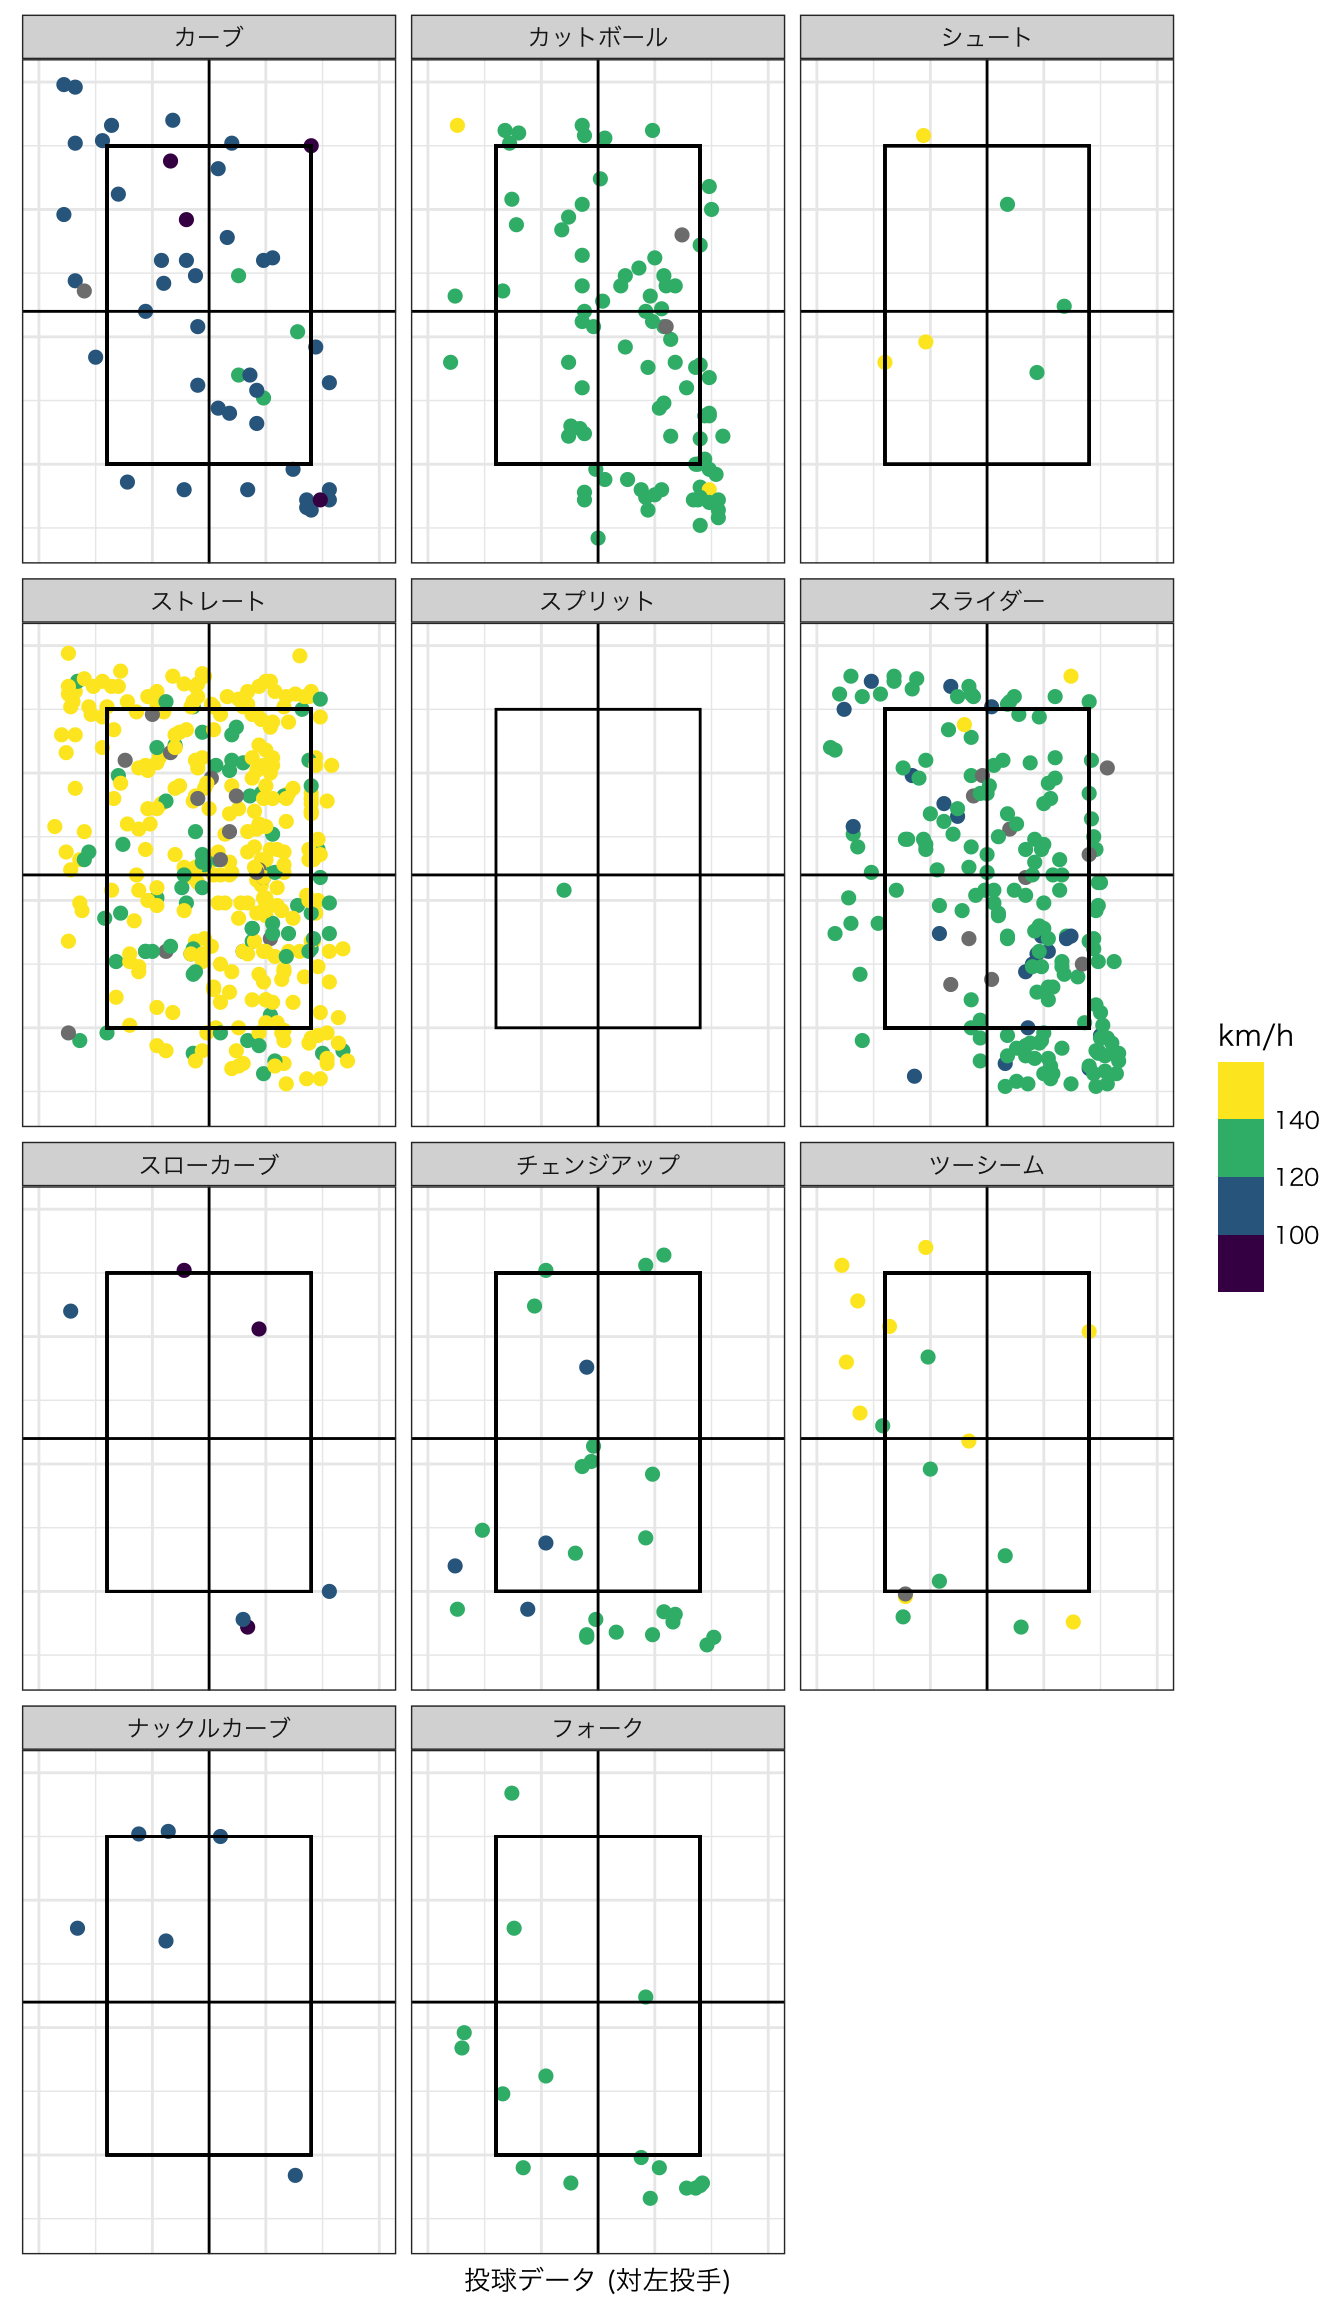 カーブ
カットボール
シュート
ストレート
スプリット
スライダー
スローカーブ
チェンジアップ
ツーシーム
ナックルカーブ
フォーク
km/h
140
120
100
投球データ (対左投手)